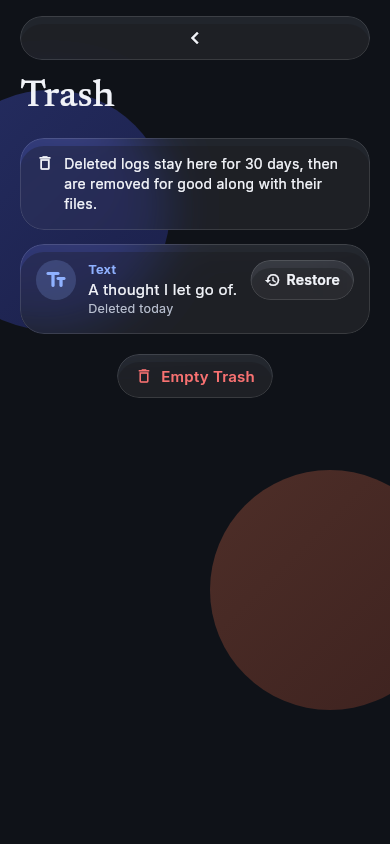 Trash
Deleted logs stay here for 30 days, then
are removed for good along with their
files.
Text
A thought I let go of.
Deleted today
Restore
Empty Trash